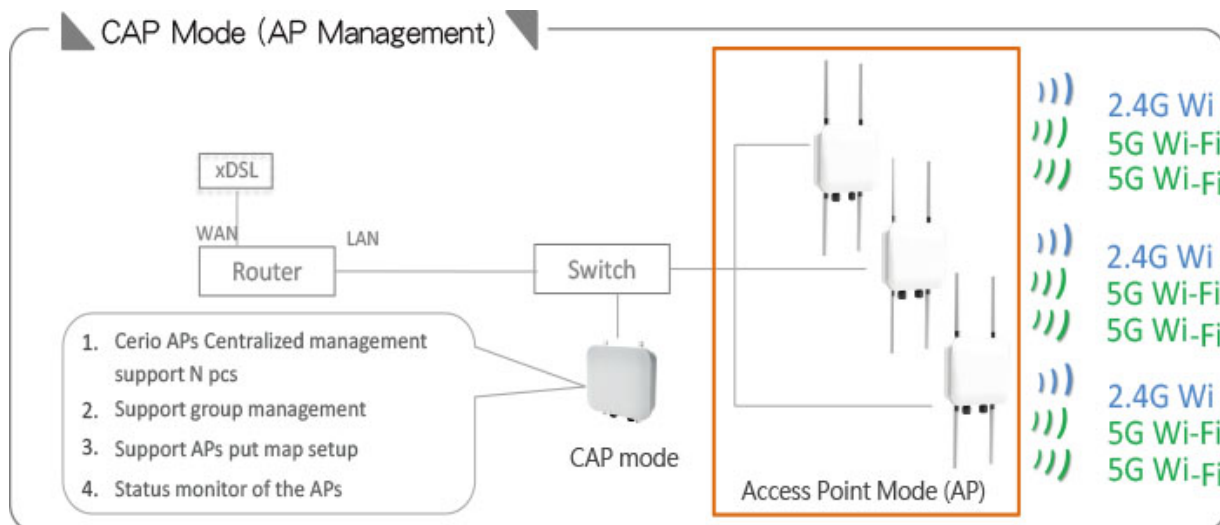 CAP Mode (AP Management)
xDSL
WAN
LAN
Router
Switch
1. Cerio APs Centralized management
support N pcs
2. Support group management
3. Support APs put map setup
4. Status monitor of the APs
CAP mode
Access Point Mode (AP)
2.4G Wi
5G Wi-Fi
5G Wi-Fi
2.4G Wi
5G Wi-Fi
5G Wi-Fi
2.4G Wi
5G Wi-Fi
5G Wi-Fi